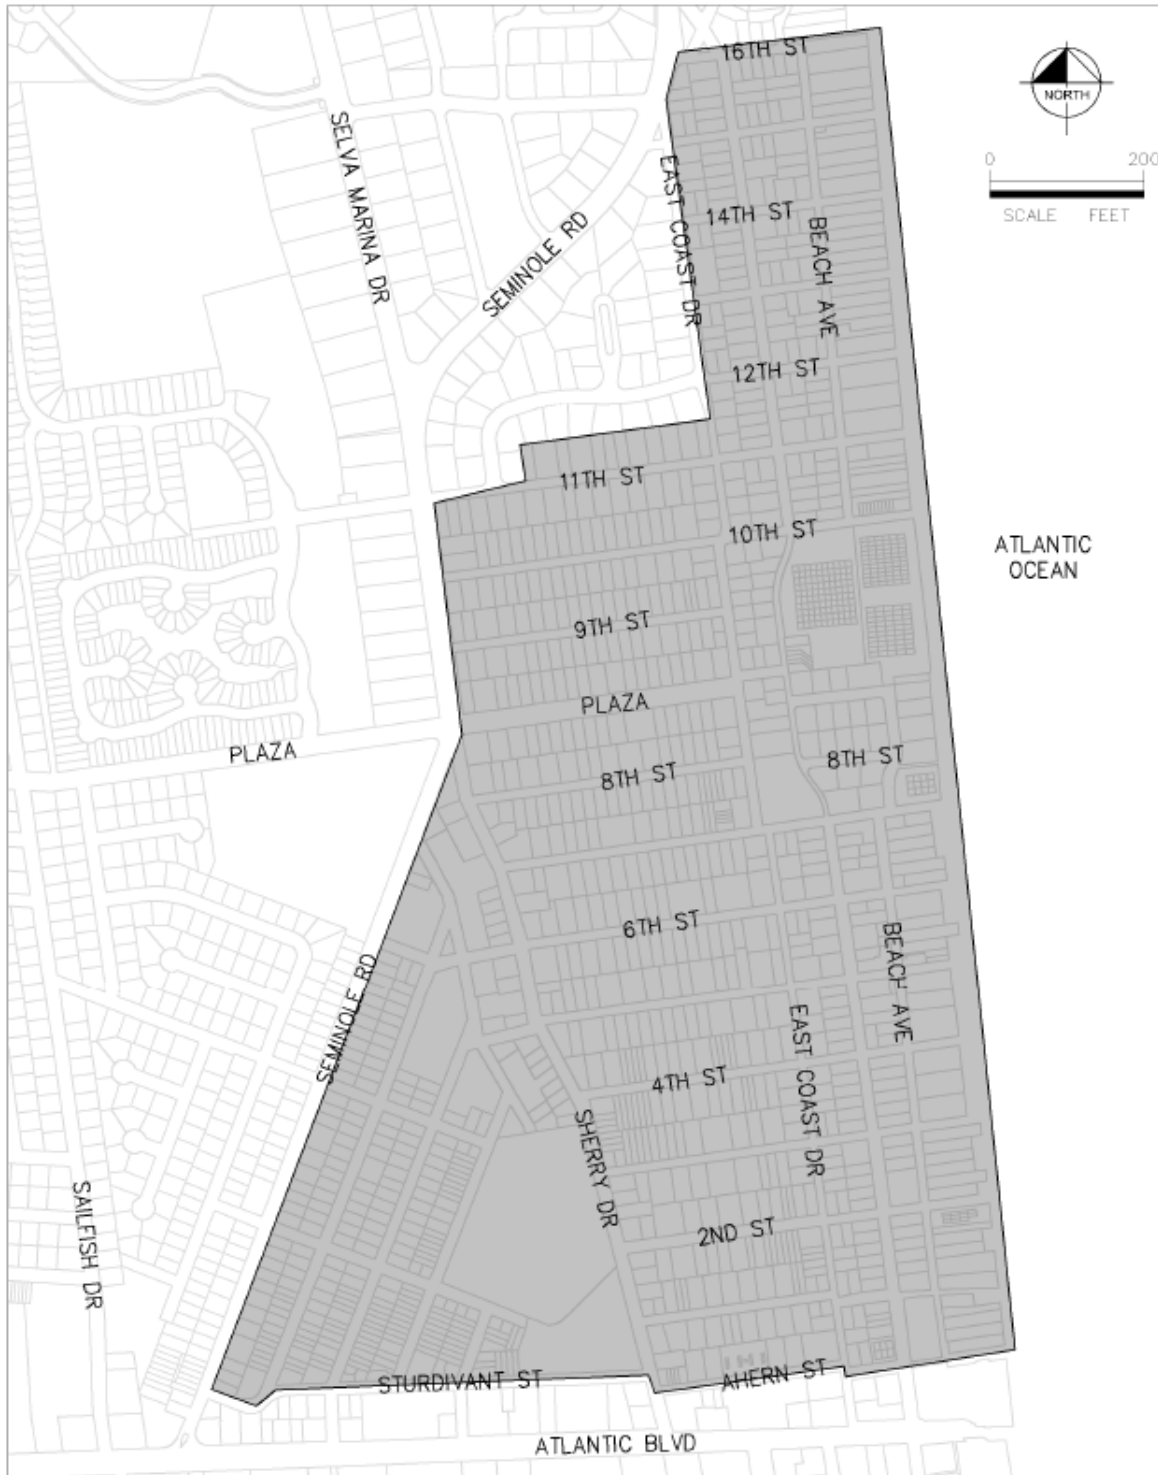 16TH ST
NORTH
0 200
SCALE FEET
SELVA MARINA DR
SEMINOLE RD
EAST COAST DR
14TH ST
BEACH AVE
12TH ST
11TH ST
10TH ST
ATLANTIC
OCEAN
9TH ST
PLAZA
PLAZA
8TH ST
8TH ST
6TH ST
BEACH AVE
SEMINOLE RD
EAST COAST DR
4TH ST
SHERRY DR
SAILFISH DR
2ND ST
STURDIVANT ST
AHERN ST
ATLANTIC BLVD